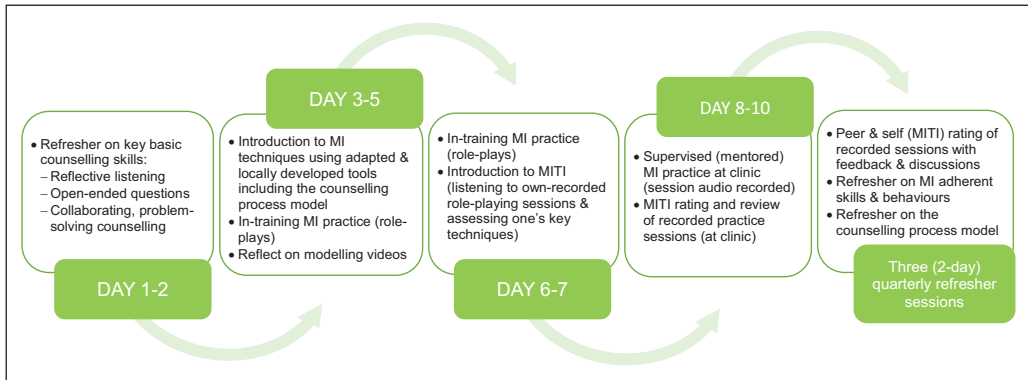 • Refresher on key basic
counselling skills:
– Reflective listening
– Open-ended questions
– Collaborating, problem-
solving counselling
DAY 1-2
DAY 3-5
• Introduction to MI
techniques using adapted &
locally developed tools
including the counselling
process model
• In-training MI practice (role-
plays)
• Reflect on modelling videos
• In-training MI practice
(role-plays)
• Introduction to MITI
(listening to own-recorded
role-playing sessions &
assessing one’s key
techniques)
DAY 6-7
DAY 8-10
• Supervised (mentored)
MI practice at clinic
(session audio recorded)
• MITI rating and review
of recorded practice
sessions (at clinic)
• Peer & self (MITI) rating of
recorded sessions with
feedback & discussions
• Refresher on MI adherent
skills & behaviours
• Refresher on the
counselling process model
Three (2-day)
quarterly refresher
sessions